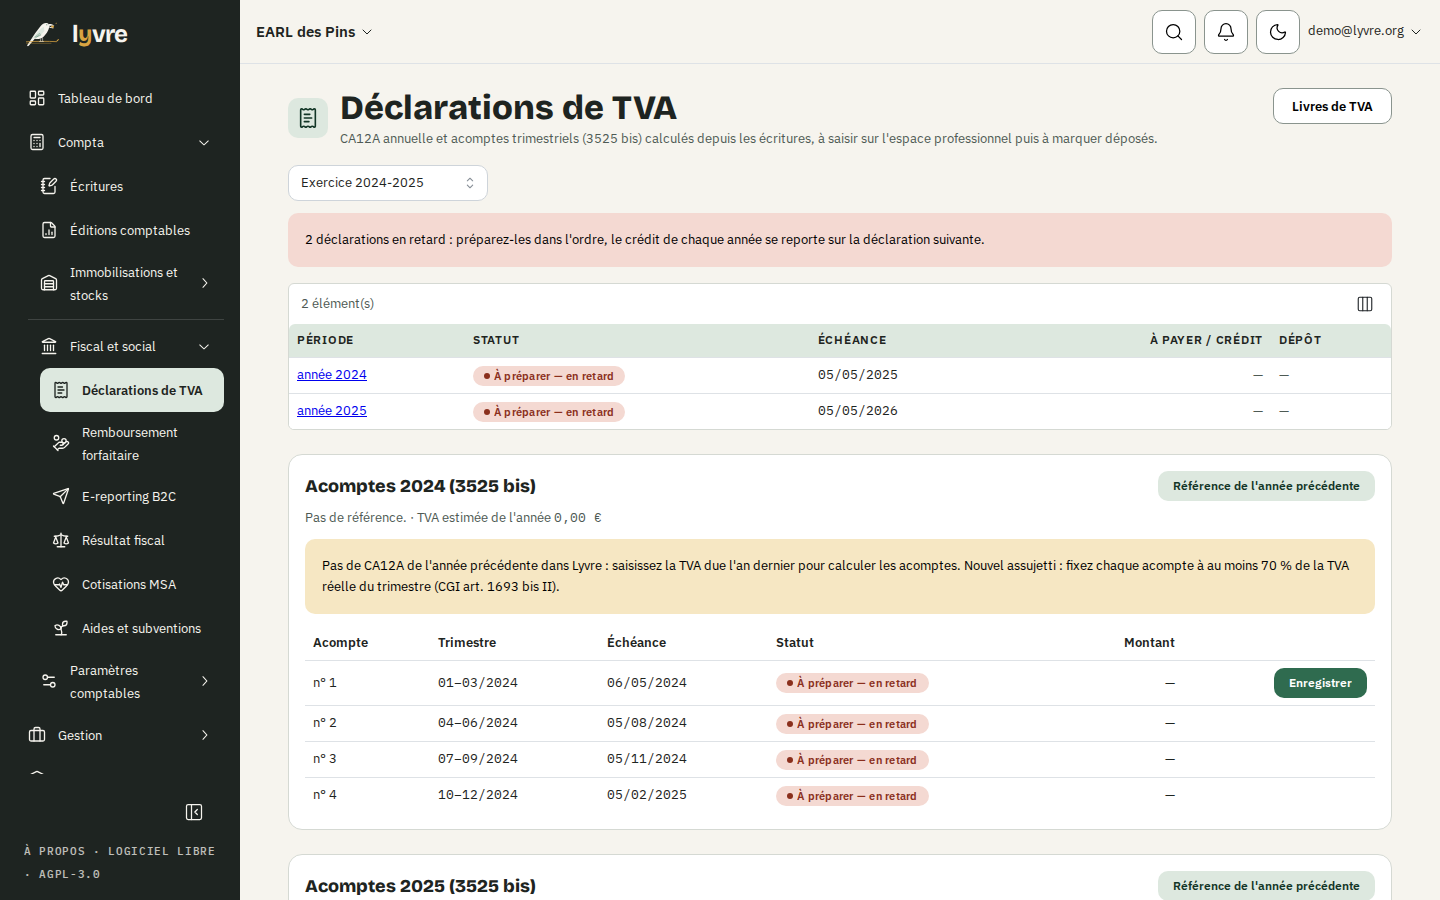 lyvre
EARL des Pins
demo@lyvre.org
Tableau de bord
Compta
Écritures
Éditions comptables
Immobilisations et
stocks
Fiscal et social
Déclarations de TVA
Remboursement
forfaitaire
E-reporting B2C
Résultat fiscal
Cotisations MSA
Aides et subventions
Paramètres
comptables
Gestion
À PROPOS · LOGICIEL LIBRE
· AGPL-3.0
Déclarations de TVA
CA12A annuelle et acomptes trimestriels (3525 bis) calculés depuis les écritures, à saisir sur l'espace professionnel puis à marquer déposés.
Livres de TVA
Exercice 2024-2025
2 déclarations en retard : préparez-les dans l'ordre, le crédit de chaque année se reporte sur la déclaration suivante.
2 élément(s)
PÉRIODE STATUT ÉCHÉANCE À PAYER / CRÉDIT DÉPÔT
année 2024 À préparer — en retard 05/05/2025 — —
année 2025 À préparer — en retard 05/05/2026 — —
Acomptes 2024 (3525 bis)
Référence de l'année précédente
Pas de référence. · TVA estimée de l'année 0,00 €
Pas de CA12A de l'année précédente dans Lyvre : saisissez la TVA due l'an dernier pour calculer les acomptes. Nouvel assujetti : fixez chaque acompte à au moins 70 % de la TVA
réelle du trimestre (CGI art. 1693 bis II).
Acompte Trimestre Échéance Statut Montant
n° 1 01–03/2024 06/05/2024 À préparer — en retard — Enregistrer
n° 2 04–06/2024 05/08/2024 À préparer — en retard —
n° 3 07–09/2024 05/11/2024 À préparer — en retard —
n° 4 10–12/2024 05/02/2025 À préparer — en retard —
Acomptes 2025 (3525 bis)
Référence de l'année précédente